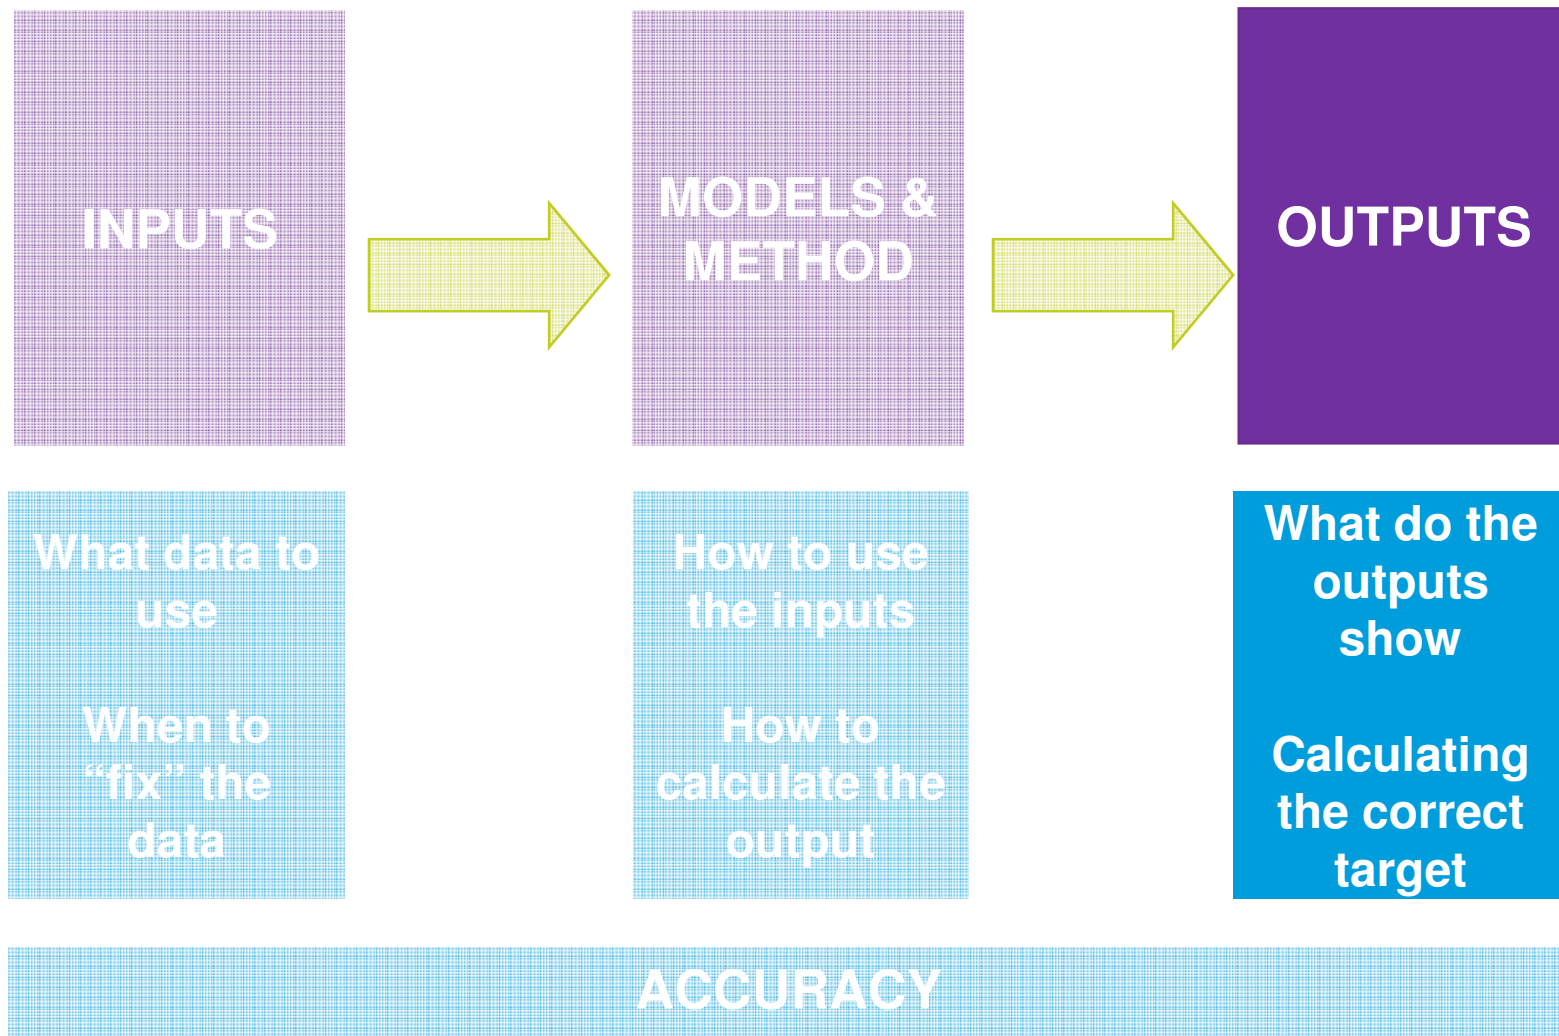 INPUTS
MODELS &
METHOD
OUTPUTS
What data to
use
When to
“fix” the
data
How to use
the inputs
How to
calculate the
output
What do the
outputs
show
Calculating
the correct
target
ACCURACY